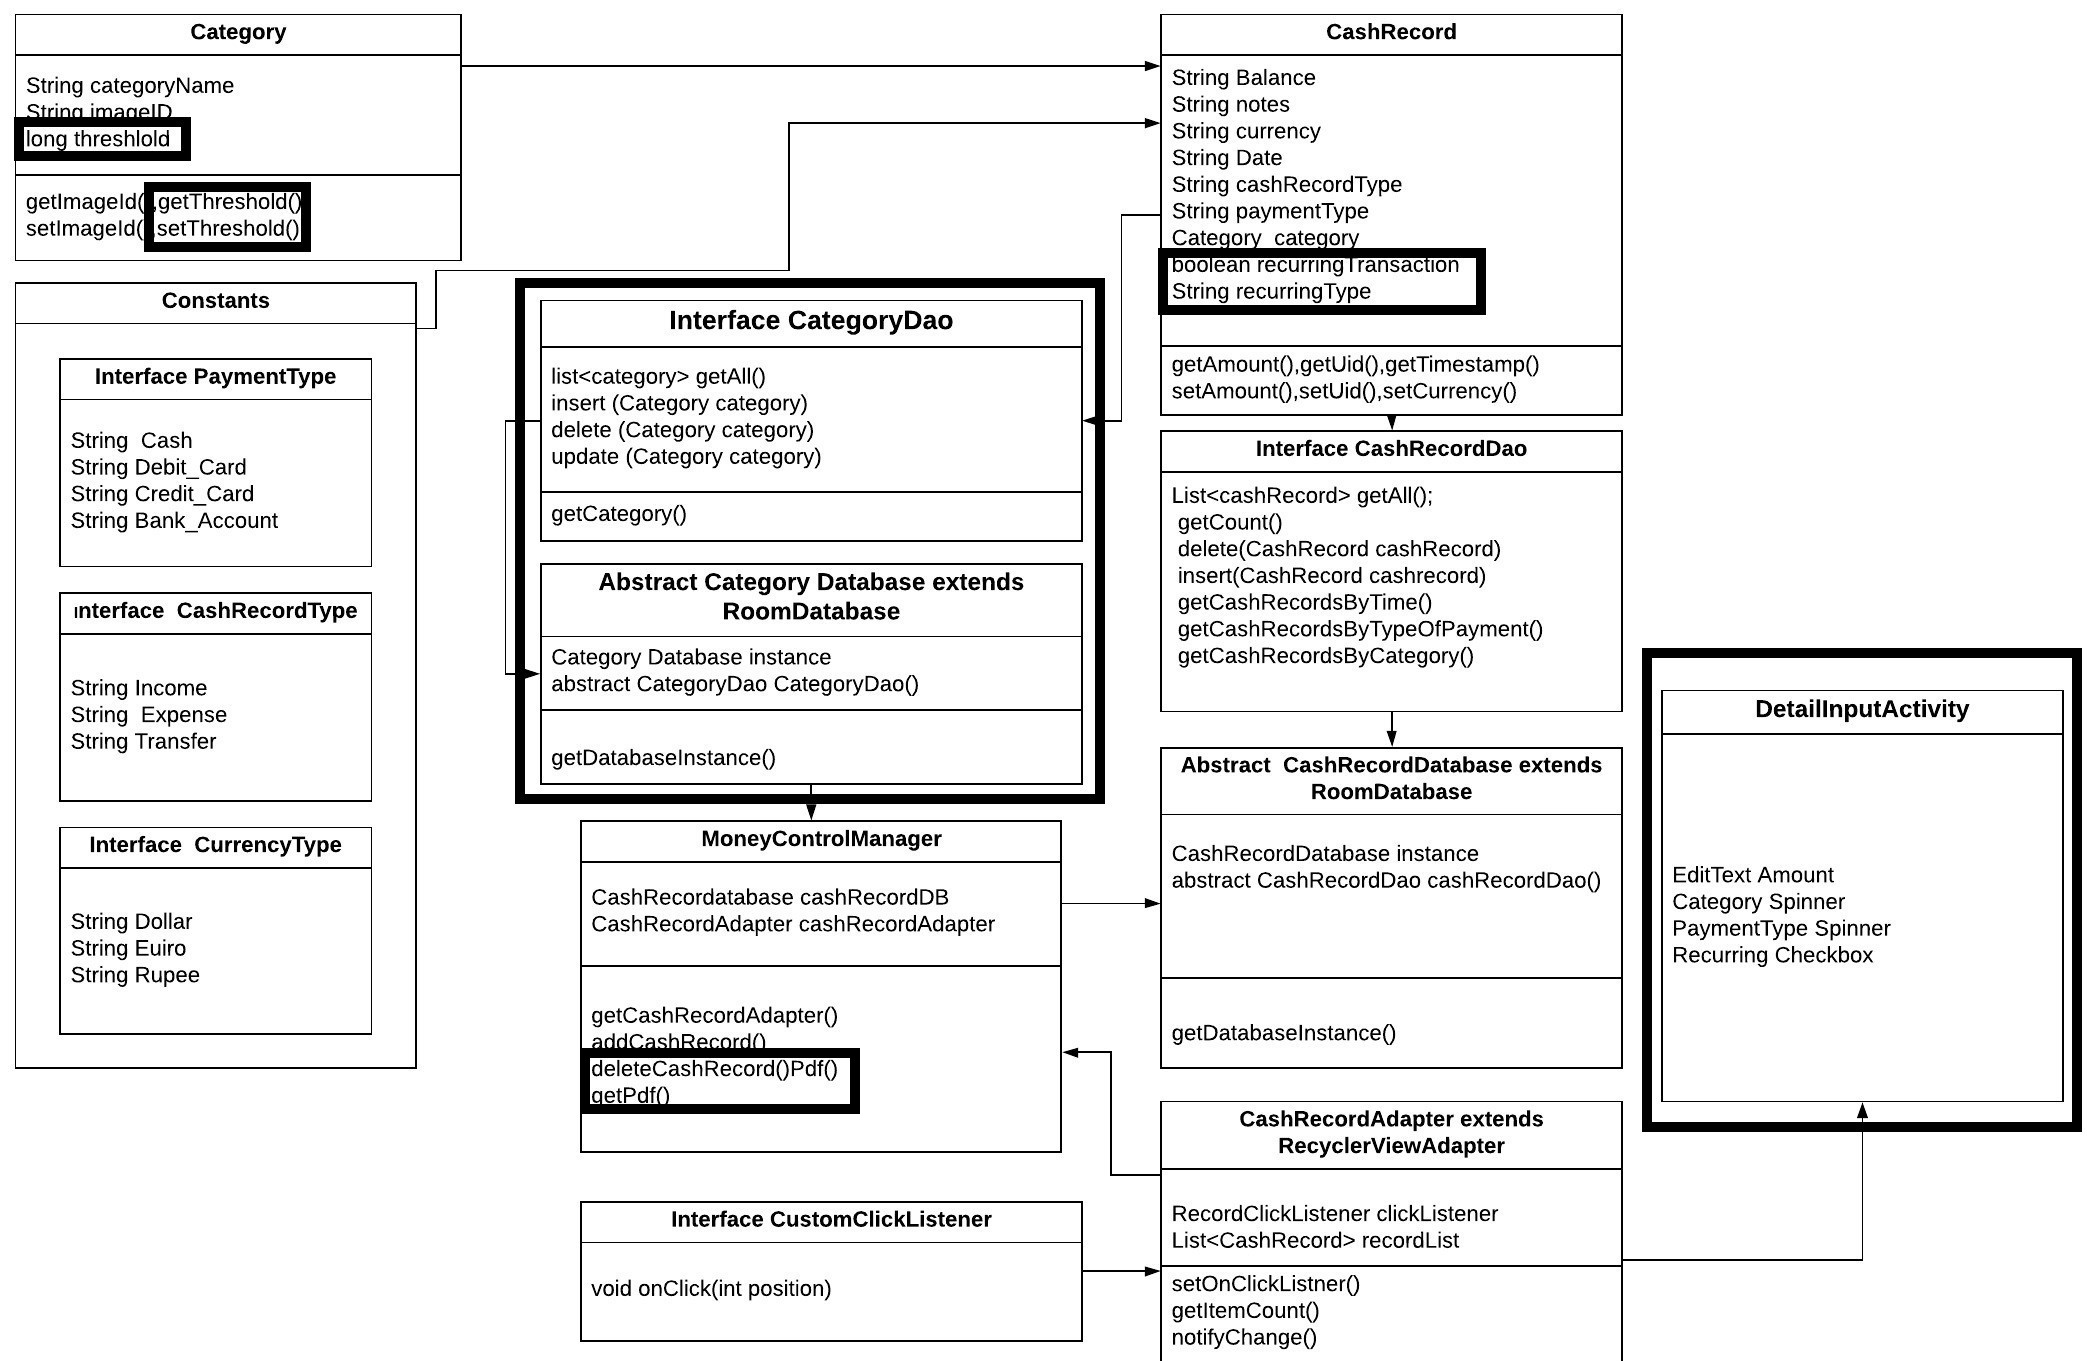 Category
String categoryName
String imageID
long threshlold
getImageId(),getThreshold()
setImageId(),setThreshold()
Constants
Interface PaymentType
String  Cash
String Debit_Card
String Credit_Card
String Bank_Account
Interface  CashRecordType
String Income
String  Expense
String Transfer
Interface  CurrencyType
String Dollar
String Euiro
String Rupee
Interface CategoryDao
list<category> getAll()
insert (Category category)
delete (Category category)
update (Category category)
getCategory()
Abstract Category Database extends
RoomDatabase
Category Database instance
abstract CategoryDao CategoryDao()
getDatabaseInstance()
MoneyControlManager
CashRecordatabase cashRecordDB
CashRecordAdapter cashRecordAdapter
getCashRecordAdapter()
addCashRecord()
deleteCashRecord()Pdf()
getPdf()
Interface CustomClickListener
void onClick(int position)
CashRecord
String Balance
String notes
String currency
String Date
String cashRecordType
String paymentType
Category  category
boolean recurringTransaction
String recurringType
getAmount(),getUid(),getTimestamp()
setAmount(),setUid(),setCurrency()
Interface CashRecordDao
List<cashRecord> getAll();
getCount()
delete(CashRecord cashRecord)
insert(CashRecord cashrecord)
getCashRecordsByTime()
getCashRecordsByTypeOfPayment()
getCashRecordsByCategory()
Abstract  CashRecordDatabase extends
RoomDatabase
CashRecordDatabase instance
abstract CashRecordDao cashRecordDao()
getDatabaseInstance()
CashRecordAdapter extends
RecyclerViewAdapter
RecordClickListener clickListener
List<CashRecord> recordList
setOnClickListner()
getItemCount()
notifyChange()
DetailInputActivity
EditText Amount
Category Spinner
PaymentType Spinner
Recurring Checkbox